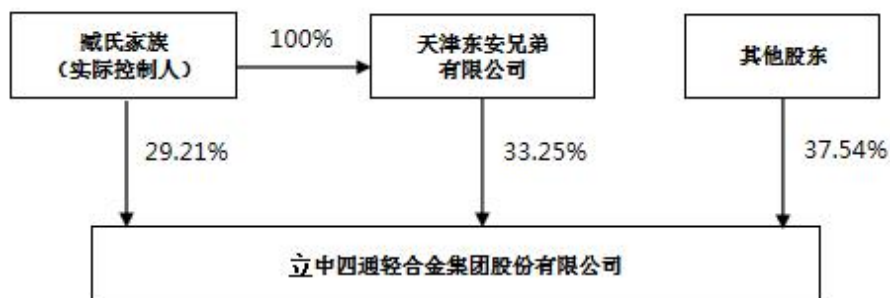 臧氏家族
（实际控制人）
100%
天津东安兄弟
有限公司
其他股东
29.21%
33.25%
37.54%
立中四通轻合金集团股份有限公司